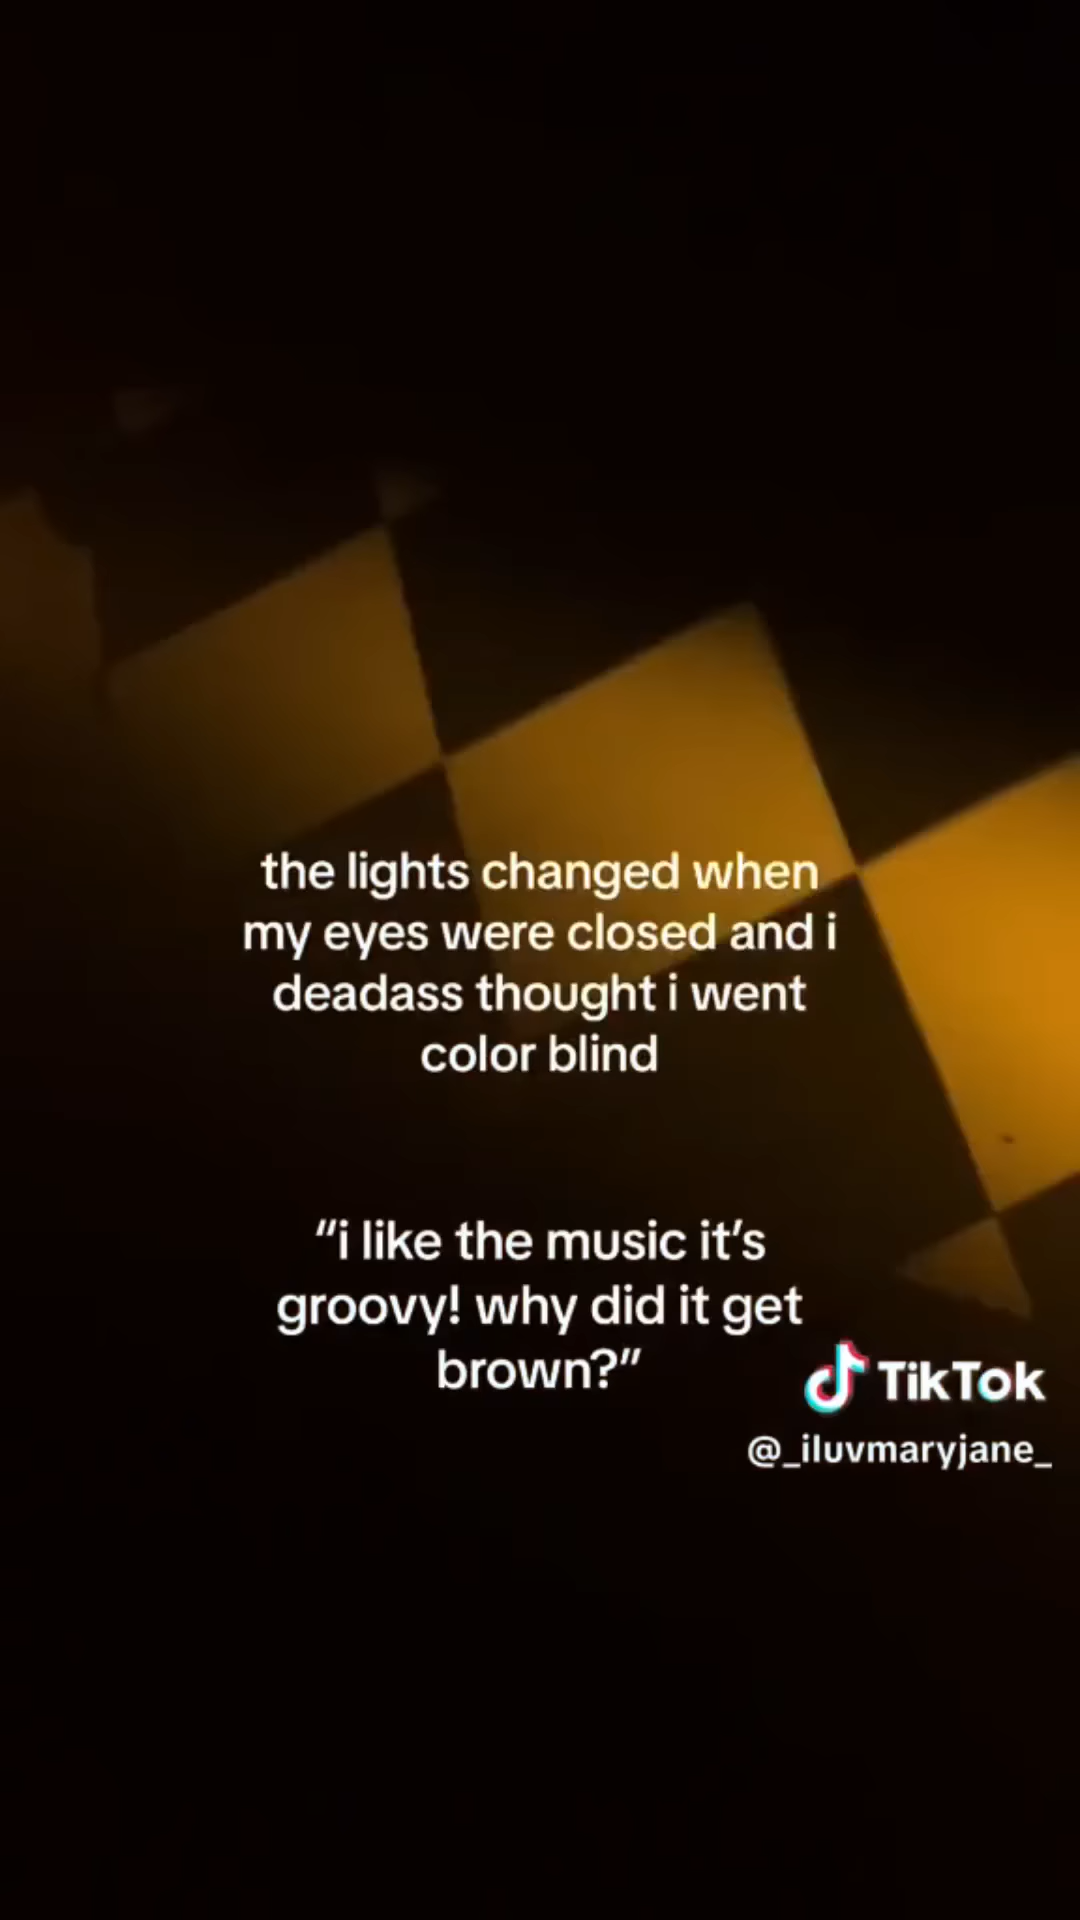 the lights changed when
my eyes were closed and i
deadass thought i went
color blind
“i like the music it’s
groovy! why did it get
brown?”
TikTok
@_iluvmaryjane_